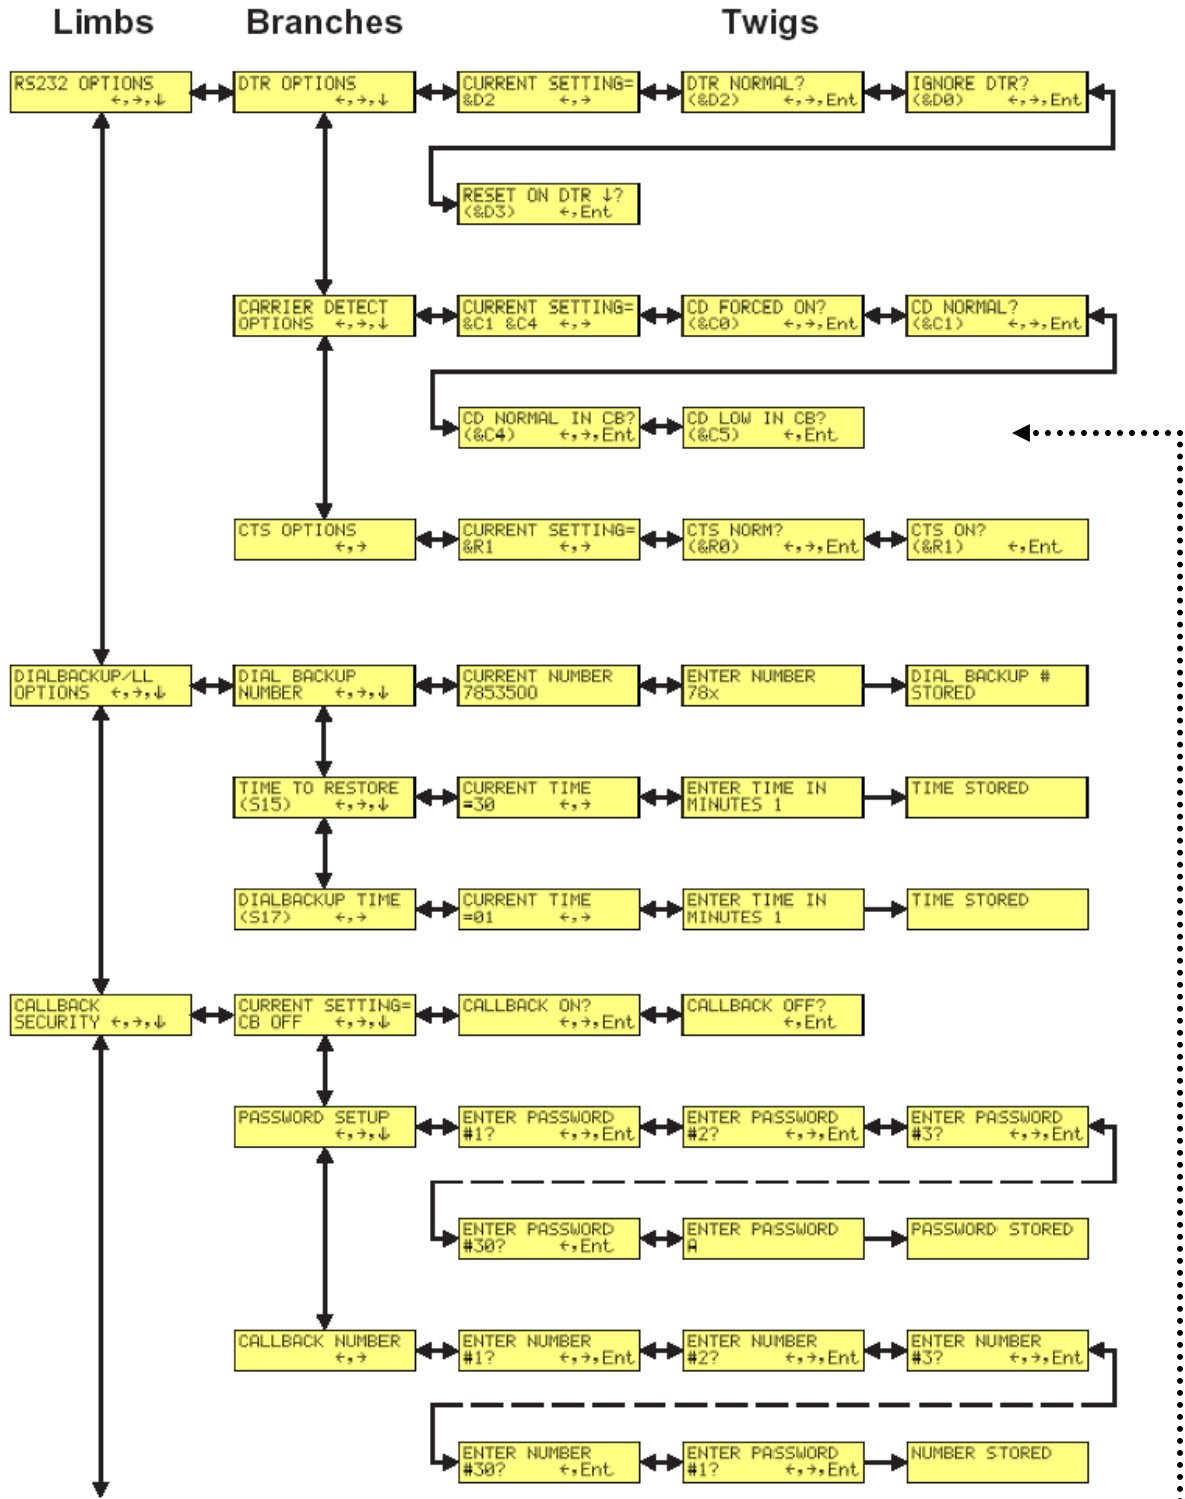 Limbs Branches Twigs
RS232 OPTIONS
←,→,↓
DTR OPTIONS
←,→,↓
CURRENT SETTING=
&D2 ←,→
DTR NORMAL?
(&D2) ←,→,Ent
IGNORE DTR?
(&D0) ←,→,Ent
RESET ON DTR ↓?
(&D3) ←,Ent
CARRIER DETECT
OPTIONS ←,→,↓
CURRENT SETTING=
&C1 &C4 ←,→
CD FORCED ON?
(&C0) ←,→,Ent
CD NORMAL?
(&C1) ←,→,Ent
CD NORMAL IN CB?
(&C4) ←,→,Ent
CD LOW IN CB?
(&C5) ←,Ent
CTS OPTIONS
←,→
CURRENT SETTING=
&R1 ←,→
CTS NORM?
(&R0) ←,→,Ent
CTS ON?
(&R1) ←,Ent
DIALBACKUP/LL
OPTIONS ←,→,↓
DIAL BACKUP
NUMBER ←,→,↓
CURRENT NUMBER
7853500
ENTER NUMBER
78x
DIAL BACKUP #
STORED
TIME TO RESTORE
(S15) ←,→,↓
CURRENT TIME
=30 ←,→
ENTER TIME IN
MINUTES 1
TIME STORED
DIALBACKUP TIME
(S17) ←,→
CURRENT TIME
=01 ←,→
ENTER TIME IN
MINUTES 1
TIME STORED
CALLBACK
SECURITY ←,→,↓
CURRENT SETTING=
CB OFF ←,→,↓
CALLBACK ON?
←,→,Ent
CALLBACK OFF?
←,Ent
PASSWORD SETUP
←,→,↓
ENTER PASSWORD
#1? ←,→,Ent
ENTER PASSWORD
#2? ←,→,Ent
ENTER PASSWORD
#3? ←,→,Ent
ENTER PASSWORD
#30? ←,Ent
ENTER PASSWORD
A
PASSWORD STORED
CALLBACK NUMBER
←,→
ENTER NUMBER
#1? ←,→,Ent
ENTER NUMBER
#2? ←,→,Ent
ENTER NUMBER
#3? ←,→,Ent
ENTER NUMBER
#30? ←,Ent
ENTER PASSWORD
#1? ←,→,Ent
NUMBER STORED